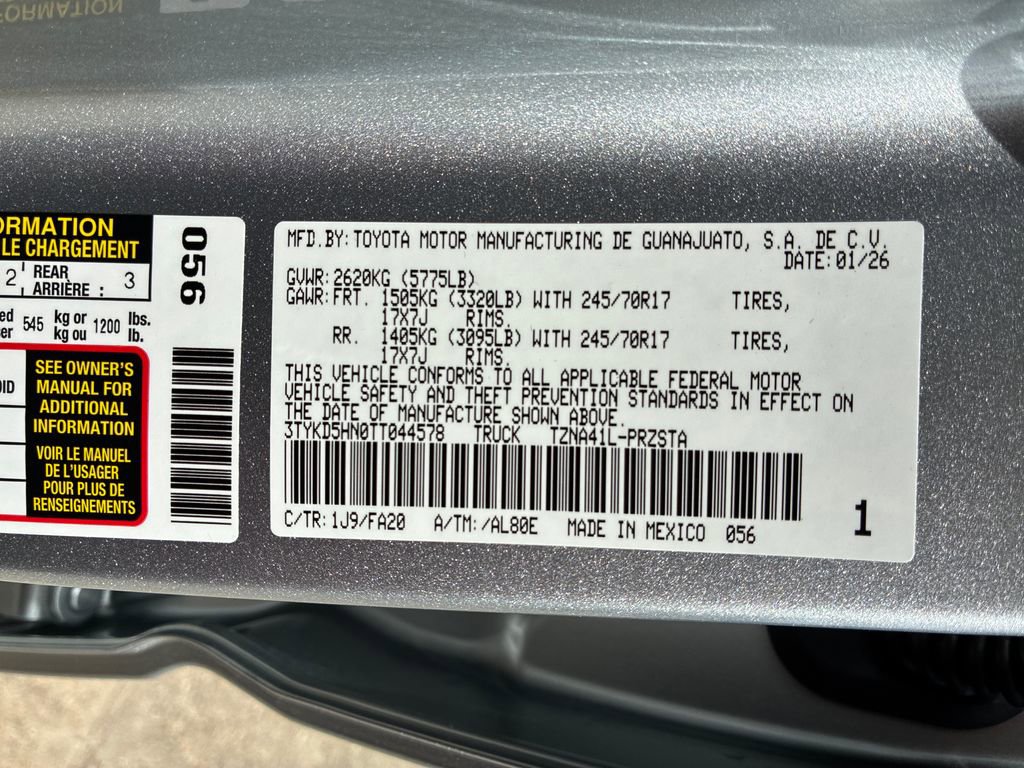 ORMATION
LE CHARGEMENT
2 REAR ARRIÈRE : 3
545 kg or kg ou 1200 lbs. lb.
SEE OWNER'S
MANUAL FOR
ADDITIONAL
INFORMATION
VOIR LE MANUEL
DE L'USAGER
POUR PLUS DE
RENSEIGNEMENTS
056
MFD.BY:TOYOTA MOTOR MANUFACTURING DE GUANAJUATO, S.A. DE C.V.
DATE:01/26
GVWR:2620KG (5775LB)
GAWR:FRT. 1505KG (3320LB) WITH 245/70R17 TIRES,
17X7J RIMS.
RR. 1405KG (3095LB) WITH 245/70R17 TIRES,
17X7J RIMS.
THIS VEHICLE CONFORMS TO ALL APPLICABLE FEDERAL MOTOR
VEHICLE SAFETY AND THEFT PREVENTION STANDARDS IN EFFECT ON
THE DATE OF MANUFACTURE SHOWN ABOVE.
3TYKD5HN0TT044578 TRUCK TZNA41L-PRZSTA
C/TR:1J9/FA20 A/TM:/AL80E MADE IN MEXICO 056
1